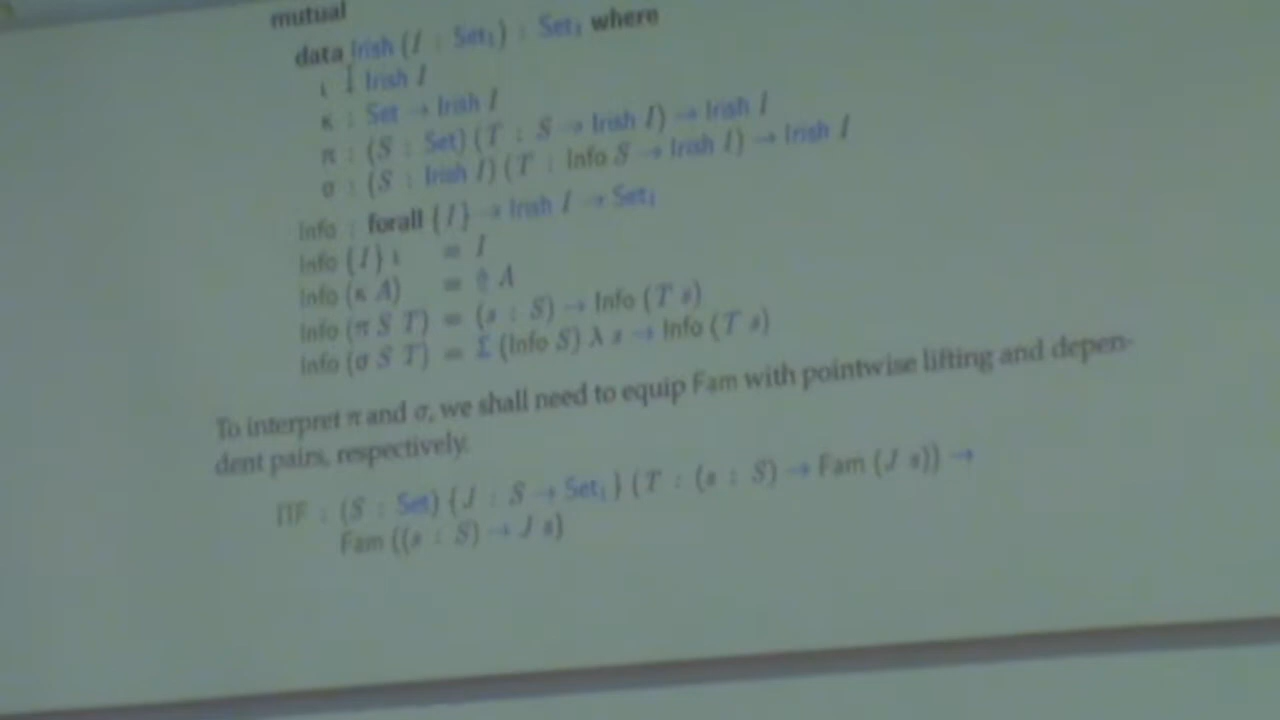 mutual
data Irish (I : Set₁) : Set₁ where
ι : Irish I
κ : Set → Irish I
π : (S : Set) (T : S → Irish I) → Irish I
σ : (S : Irish I) (T : Info S → Irish I) → Irish I
Info : forall {I} → Irish I → Set₁
Info {I} ι = I
Info (κ A) = ⇑ A
Info (π S T) = (s : S) → Info (T s)
Info (σ S T) = Σ (Info S) λ s → Info (T s)
To interpret π and σ, we shall need to equip Fam with pointwise lifting and depen-
dent pairs, respectively.
ΠF : (S : Set) {J : S → Set₁} (T : (s : S) → Fam (J s)) →
Fam ((s : S) → J s)